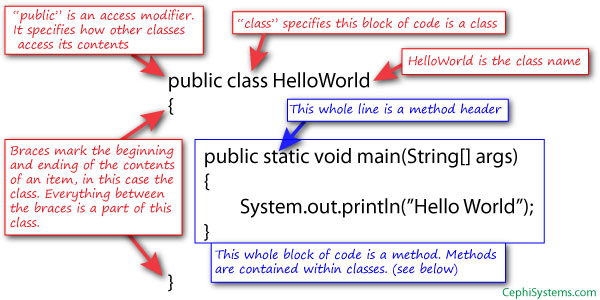 “public” is an access modifier.
It specifies how other classes
access its contents
“class” specifies this block of code is a class
HelloWorld is the class name
public class HelloWorld
{
This whole line is a method header
Braces mark the beginning
and ending of the contents
of an item, in this case the
class. Everything between
the braces is a part of this
class.
public static void main(String[] args)
{
System.out.println(”Hello World”);
}
This whole block of code is a method. Methods
are contained within classes. (see below)
}
CephiSystems.com